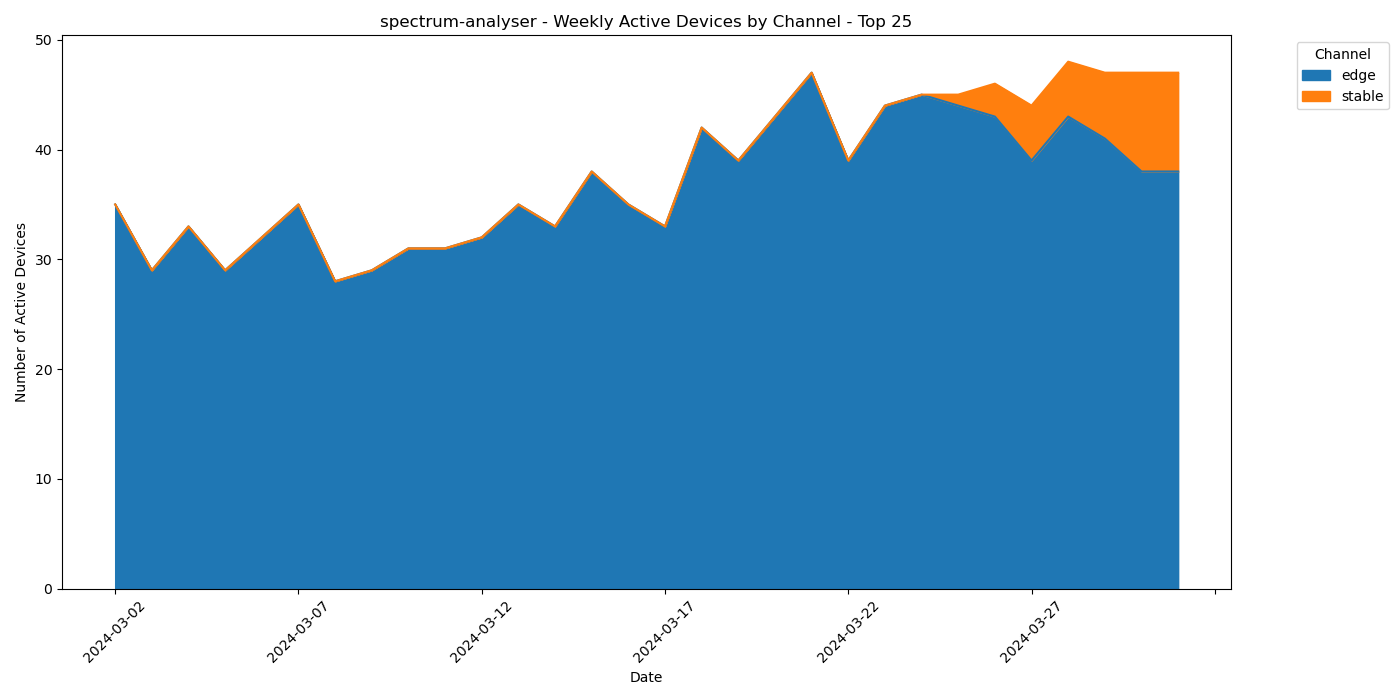 spectrum-analyser - Weekly Active Devices by Channel - Top 25
Channel
edge
stable
Number of Active Devices
50
40
30
20
10
0
2024-03-02
2024-03-07
2024-03-12
2024-03-17
2024-03-22
2024-03-27
Date